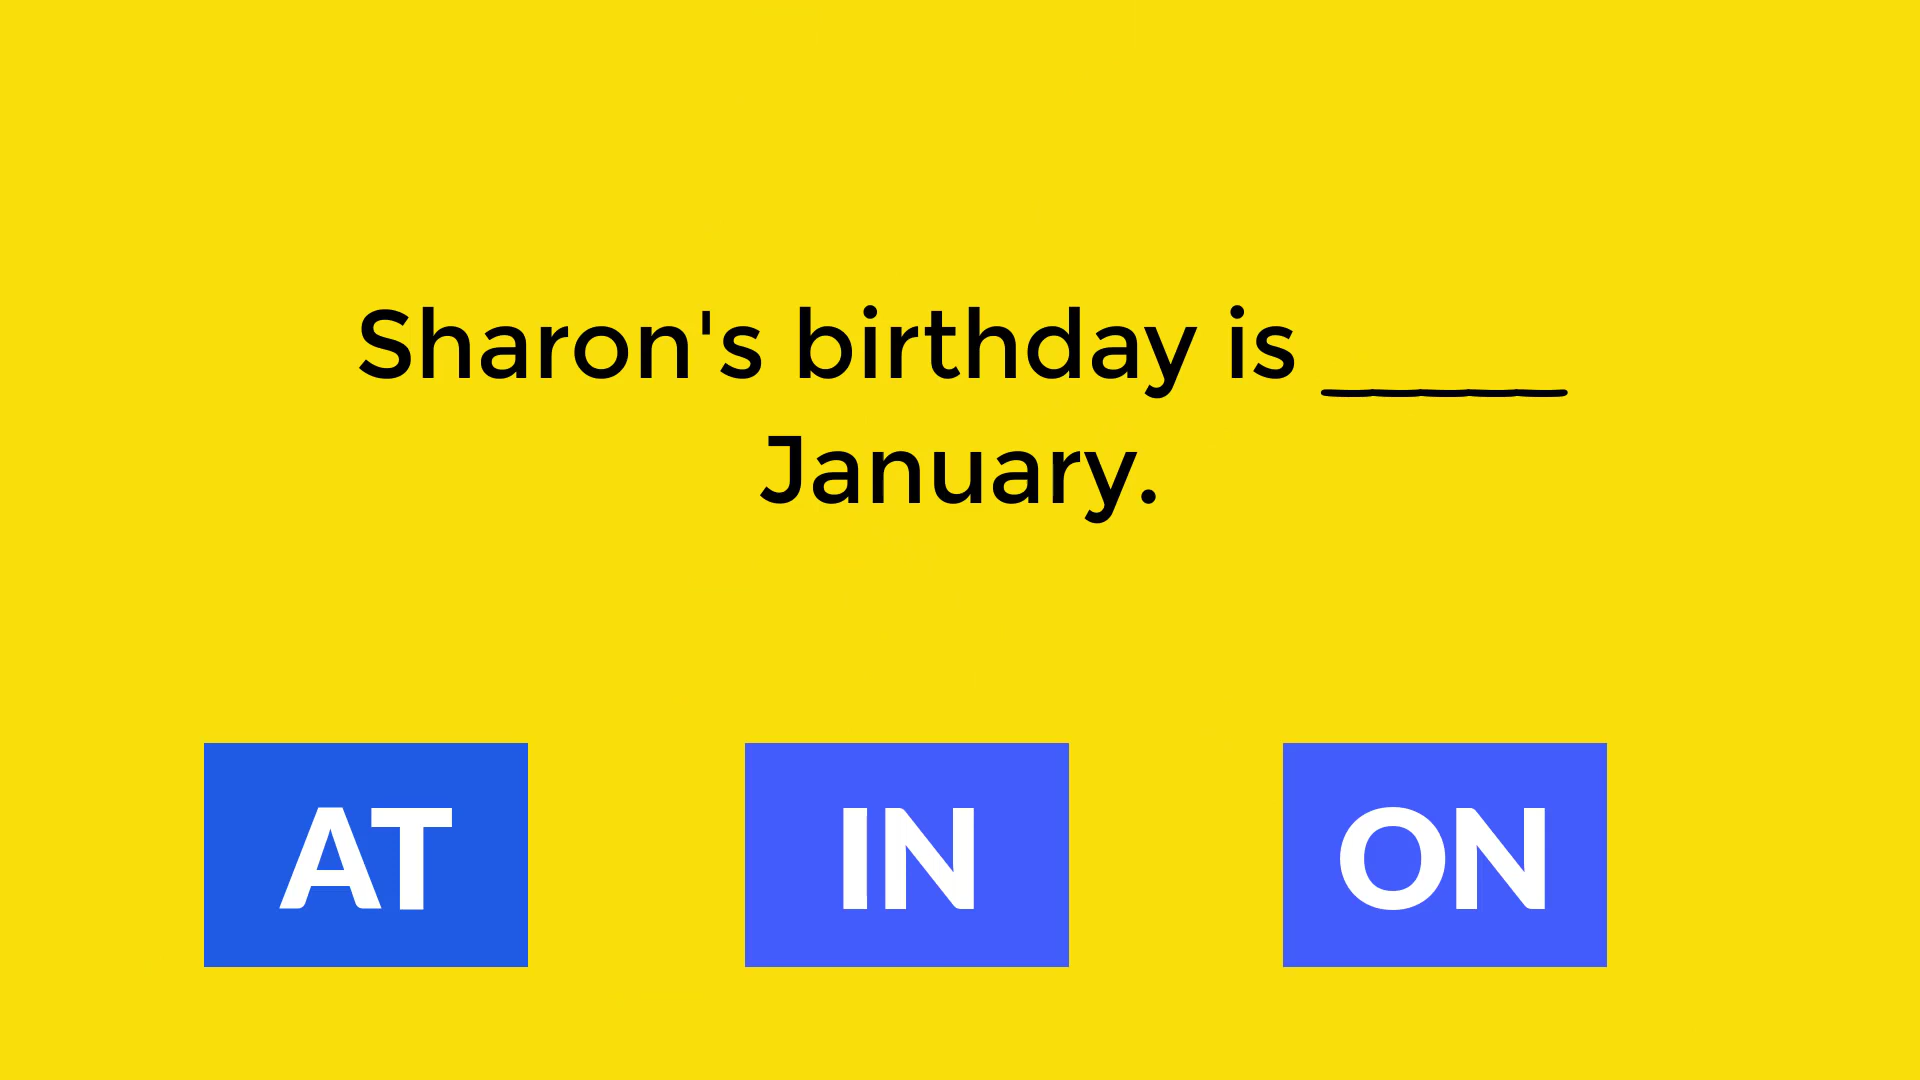 Sharon's birthday is _____
January.
AT IN ON